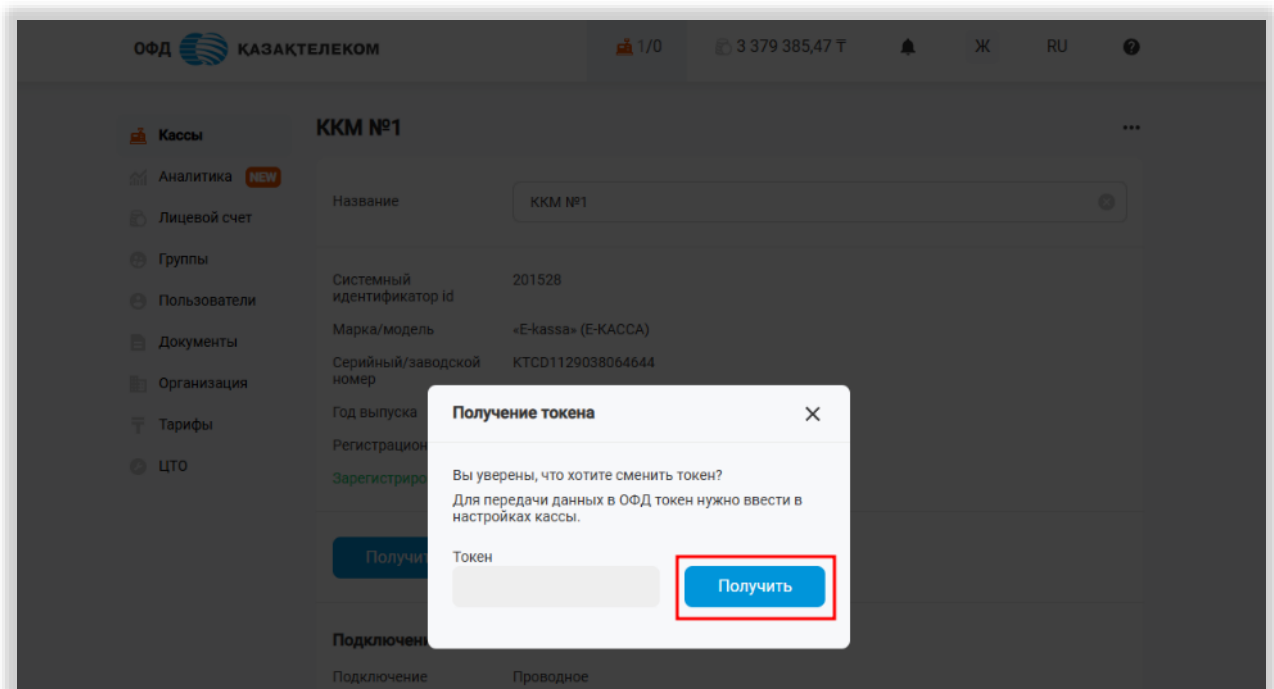 ОФД ҚАЗАҚТЕЛЕКОМ 1/0 3 379 385,47 ₸ Ж RU ?
Кассы
Аналитика NEW
Лицевой счет
Группы
Пользователи
Документы
Организация
Тарифы
ЦТО
ККМ №1
Название ККМ №1
Системный 201528
идентификатор id
Марка/модель «E-kassa» (Е-КАССА)
Серийный/заводской KTCD1129038064644
номер
Год выпуска
Получение токена
Вы уверены, что хотите сменить токен?
Для передачи данных в ОФД токен нужно ввести в
настройках кассы.
Токен
Получить
Подключение Проводное